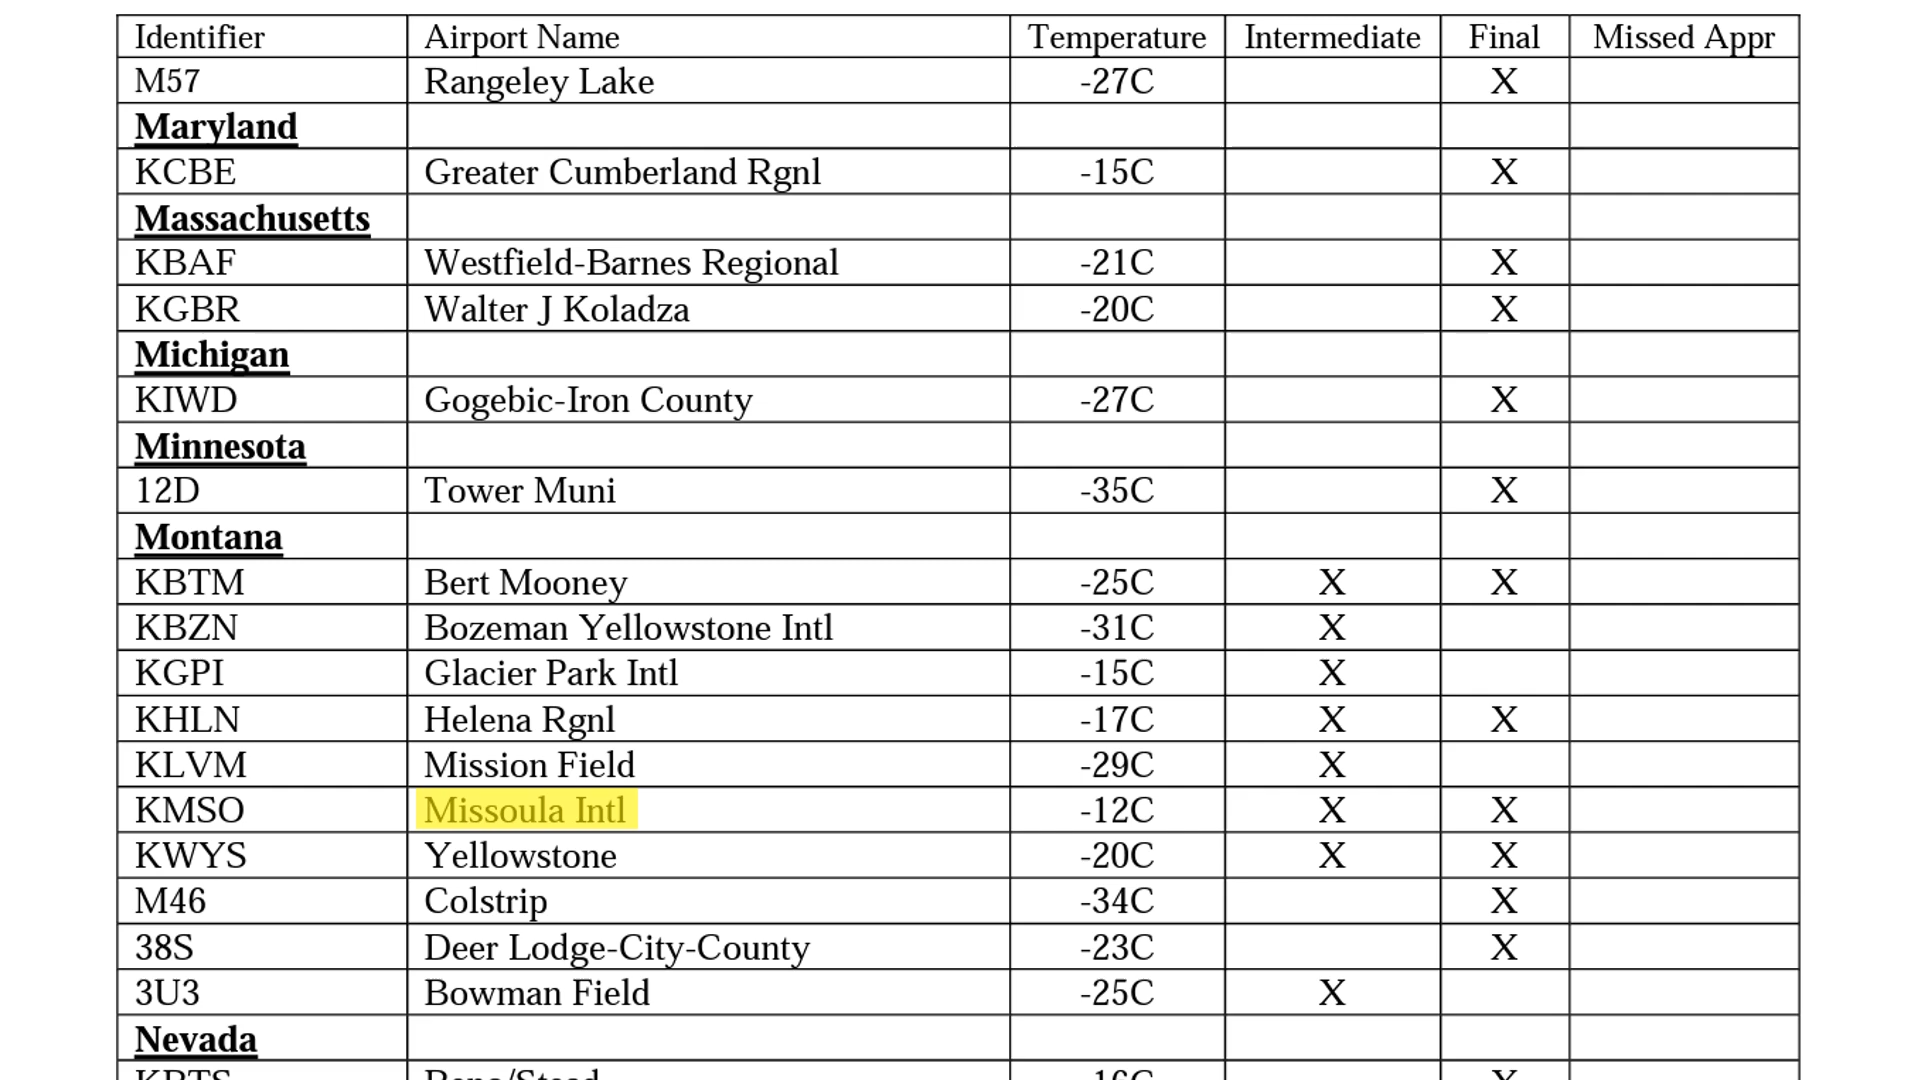 Identifier Airport Name Temperature Intermediate Final Missed Appr
M57 Rangeley Lake -27C X
Maryland
KCBE Greater Cumberland Rgnl -15C X
Massachusetts
KBAF Westfield-Barnes Regional -21C X
KGBR Walter J Koladza -20C X
Michigan
KIWD Gogebic-Iron County -27C X
Minnesota
12D Tower Muni -35C X
Montana
KBTM Bert Mooney -25C X X
KBZN Bozeman Yellowstone Intl -31C X
KGPI Glacier Park Intl -15C X
KHLN Helena Rgnl -17C X X
KLVM Mission Field -29C X
KMSO Missoula Intl -12C X X
KWYS Yellowstone -20C X X
M46 Colstrip -34C X
38S Deer Lodge-City-County -23C X
3U3 Bowman Field -25C X
Nevada
Reno/Stead -16C X